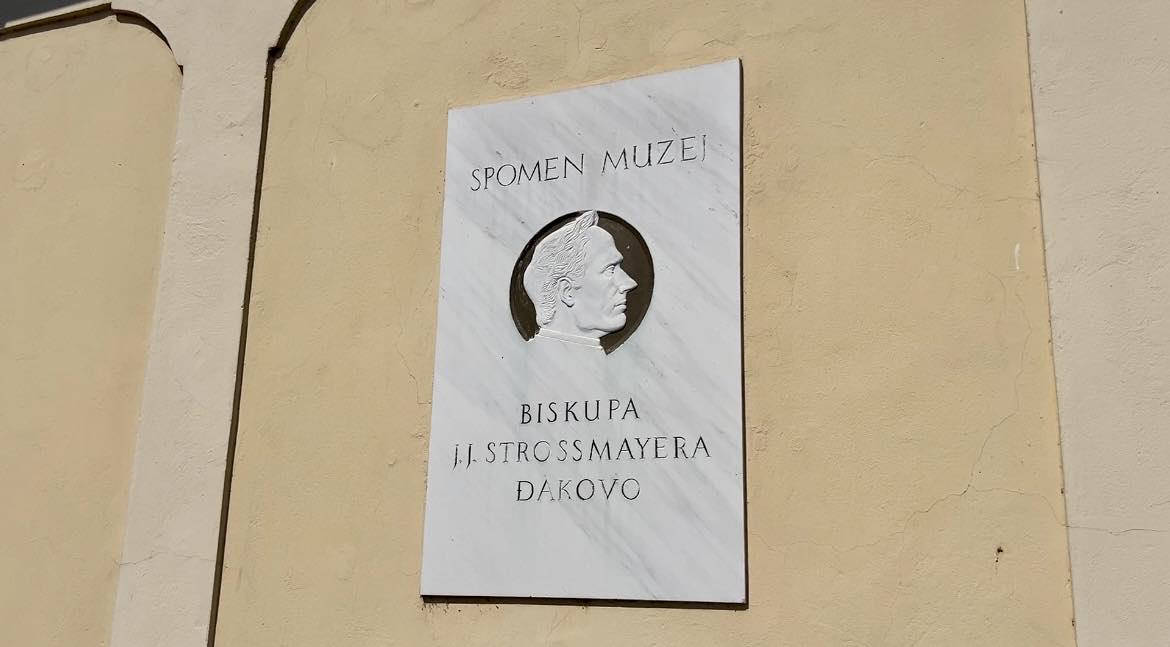 SPOMEN MUZEJ
BISKUPA
J.J. STROSSMAYERA
ĐAKOVO